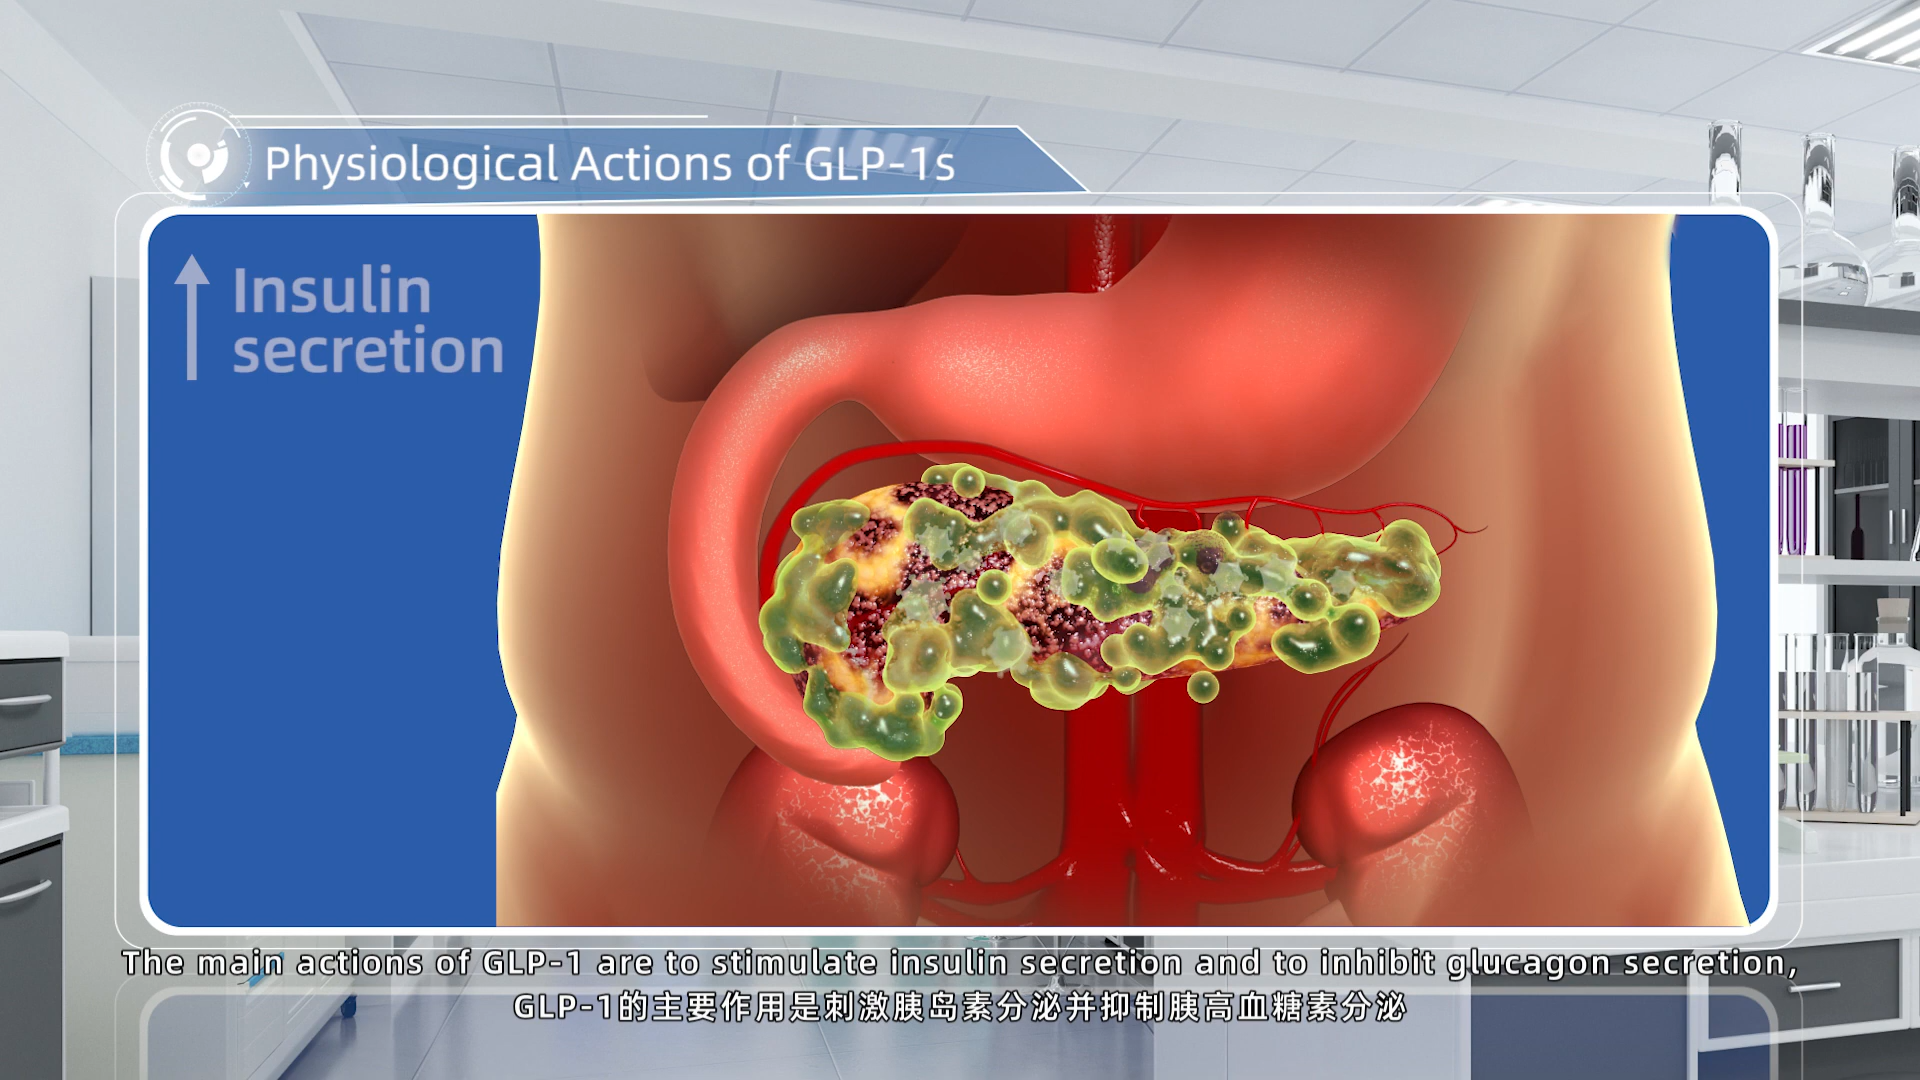 Physiological Actions of GLP-1s
Insulin
secretion
The main actions of GLP-1 are to stimulate insulin secretion and to inhibit glucagon secretion,
GLP-1的主要作用是刺激胰岛素分泌并抑制胰高血糖素分泌